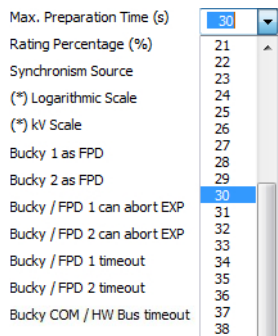 Max. Preparation Time (s) 30
Rating Percentage (%) 21
22
Synchronism Source 23
(*) Logarithmic Scale 24
25
(*) kV Scale 26
27
Bucky 1 as FPD 28
Bucky 2 as FPD 29
30
Bucky / FPD 1 can abort EXP 31
32
Bucky / FPD 2 can abort EXP 33
Bucky / FPD 1 timeout 34
35
Bucky / FPD 2 timeout 36
Bucky COM / HW Bus timeout 37
38